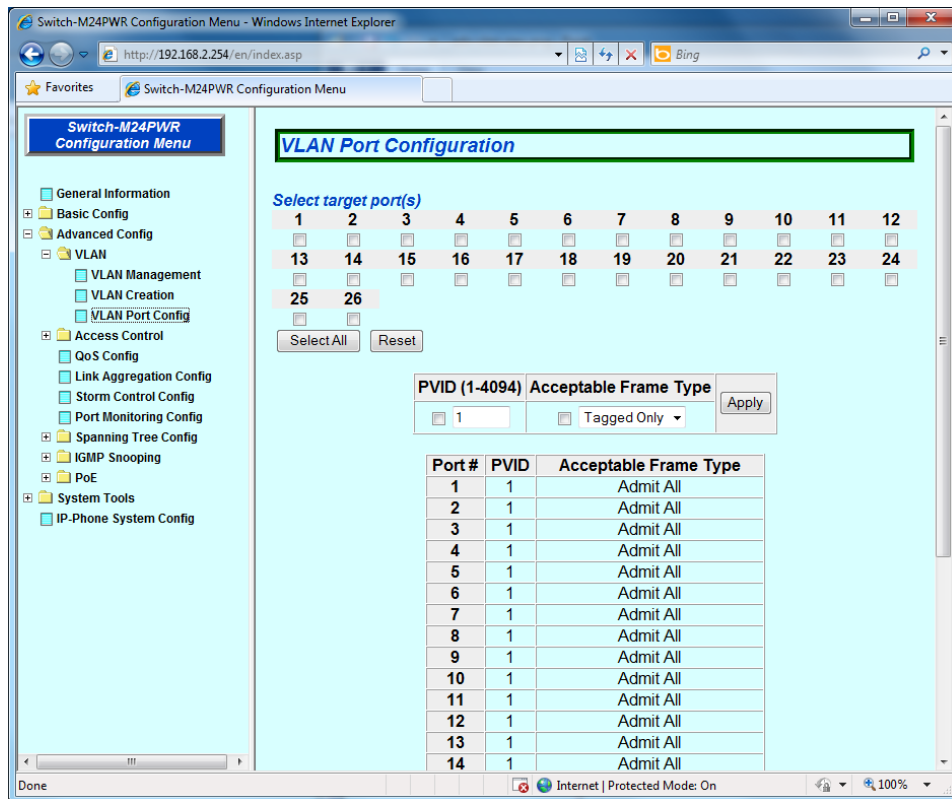 Switch-M24PWR Configuration Menu - Windows Internet Explorer
http://192.168.2.254/en/index.asp
Bing
Favorites
Switch-M24PWR Configuration Menu
Switch-M24PWR
Configuration Menu
General Information
Basic Config
Advanced Config
VLAN
VLAN Management
VLAN Creation
VLAN Port Config
Access Control
QoS Config
Link Aggregation Config
Storm Control Config
Port Monitoring Config
Spanning Tree Config
IGMP Snooping
PoE
System Tools
IP-Phone System Config
VLAN Port Configuration
Select target port(s)
1 2 3 4 5 6 7 8 9 10 11 12
13 14 15 16 17 18 19 20 21 22 23 24
25 26
Select All Reset
PVID (1-4094) Acceptable Frame Type
1 Tagged Only Apply
Port # PVID Acceptable Frame Type
1 1 Admit All
2 1 Admit All
3 1 Admit All
4 1 Admit All
5 1 Admit All
6 1 Admit All
7 1 Admit All
8 1 Admit All
9 1 Admit All
10 1 Admit All
11 1 Admit All
12 1 Admit All
13 1 Admit All
14 1 Admit All
Done Internet | Protected Mode: On 100%